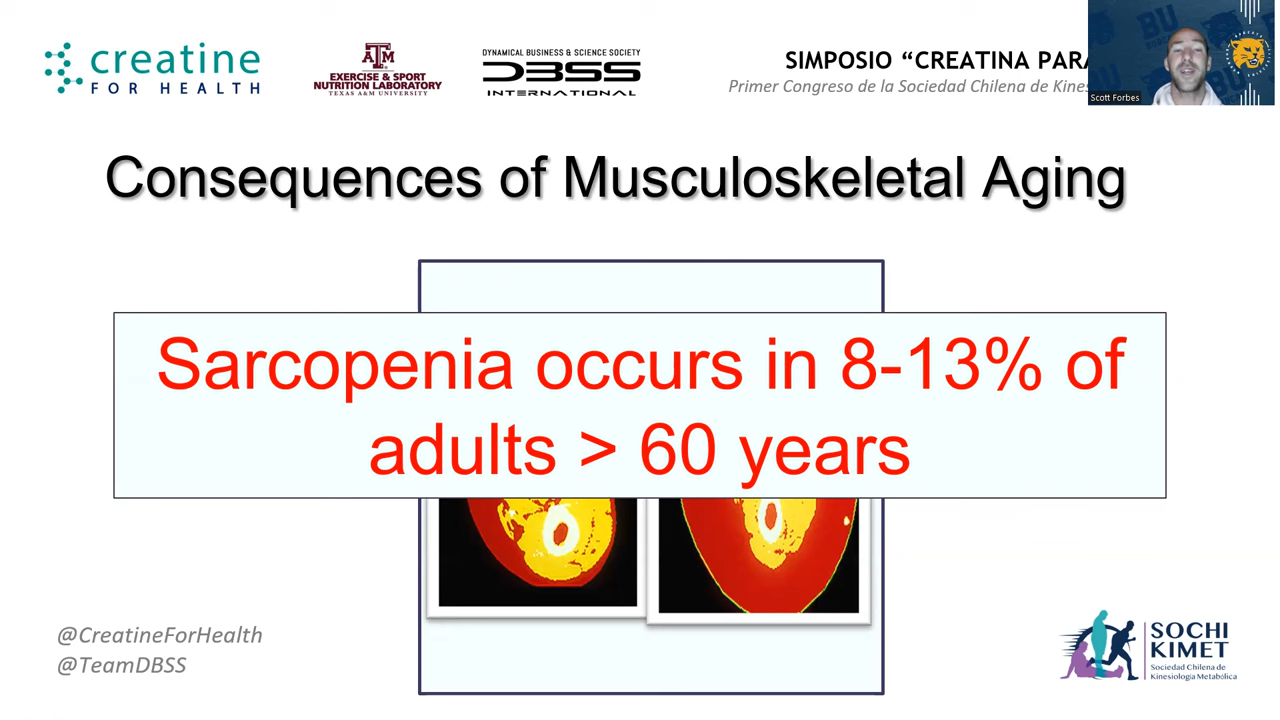 creatine
FOR HEALTH
A|M
EXERCISE & SPORT
NUTRITION LABORATORY
TEXAS A&M UNIVERSITY
DYNAMICAL BUSINESS & SCIENCE SOCIETY
DBSS
INTERNATIONAL
SIMPOSIO “CREATINA PARA
Primer Congreso de la Sociedad Chilena de Kines
BU
Scott Forbes
Consequences of Musculoskeletal Aging
Sarcopenia occurs in 8-13% of
adults > 60 years
@CreatineForHealth
@TeamDBSS
SOCHI
KIMET
Sociedad Chilena de
Kinesiología Metabólica